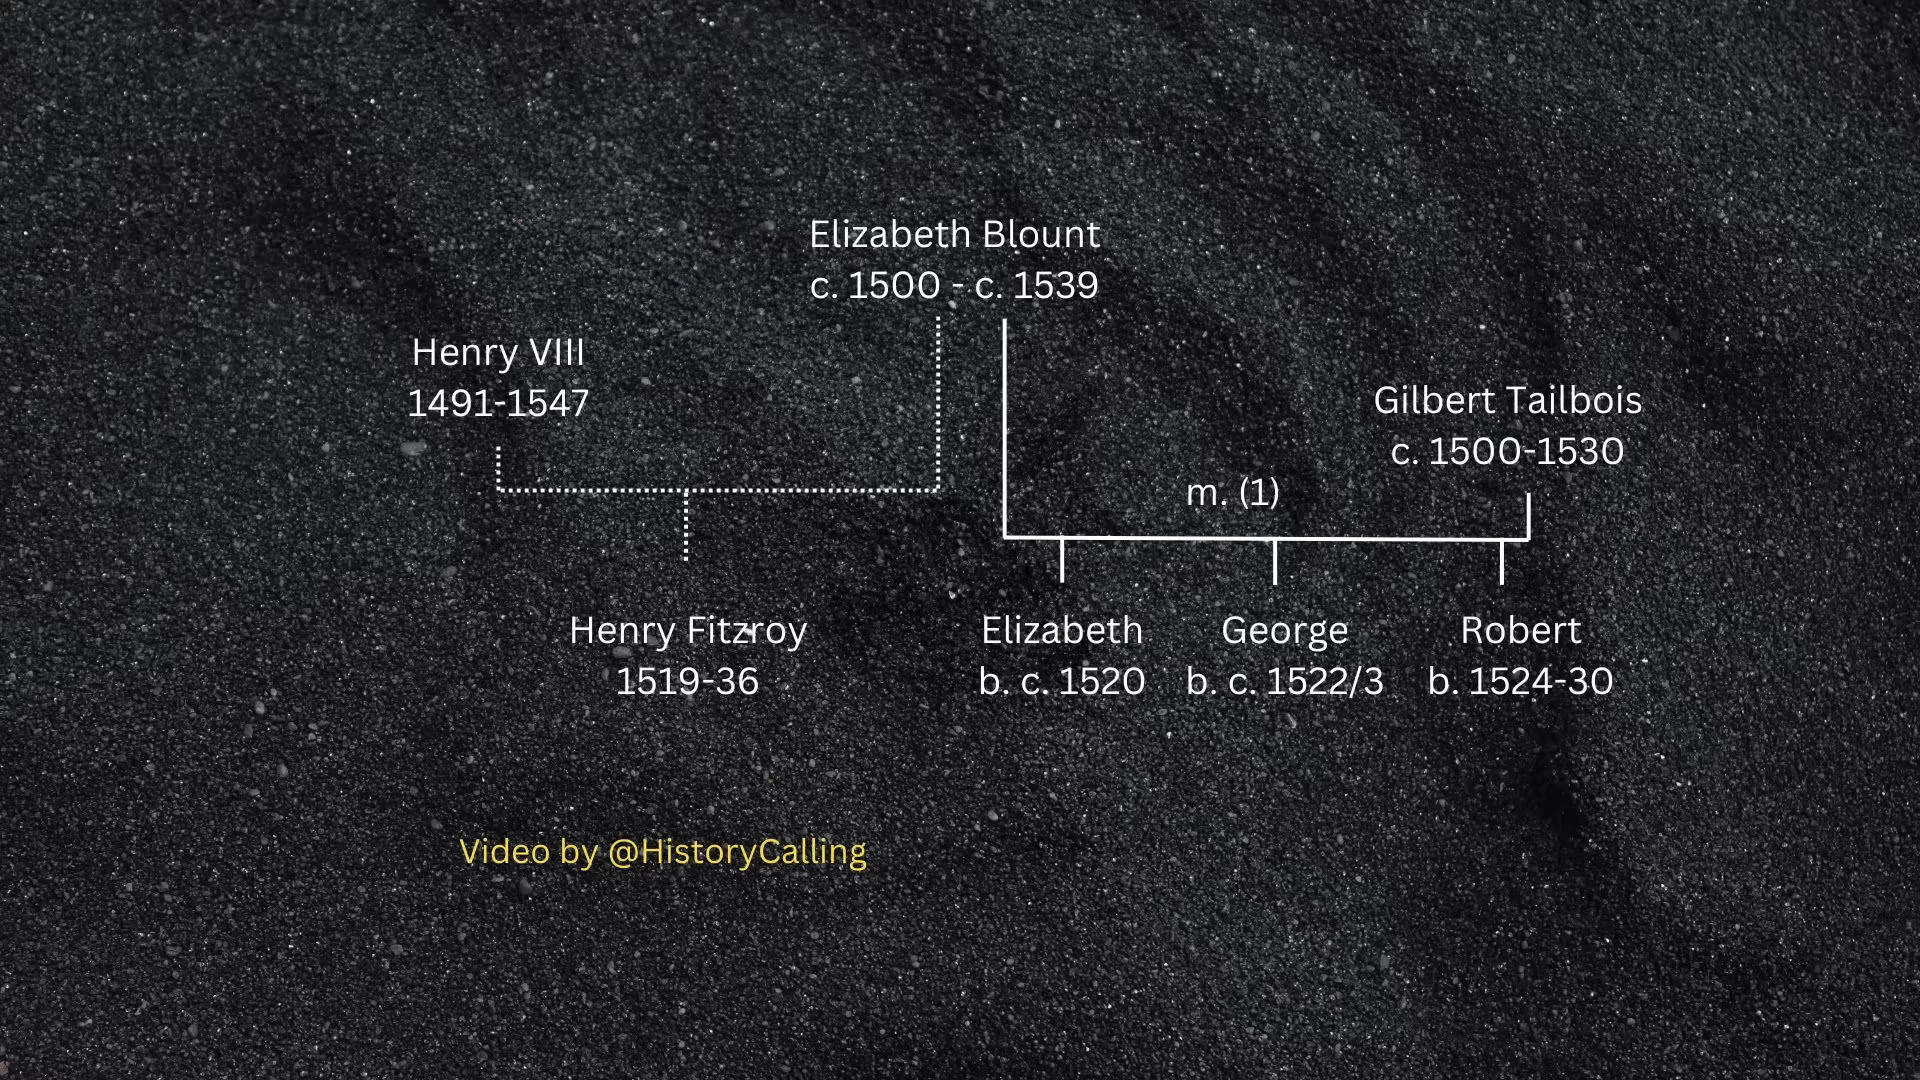 Elizabeth Blount
c. 1500 - c. 1539
Henry VIII
1491-1547
Gilbert Tailbois
c. 1500-1530
m. (1)
Henry Fitzroy
1519-36
Elizabeth
b. c. 1520
George
b. c. 1522/3
Robert
b. 1524-30
Video by @HistoryCalling